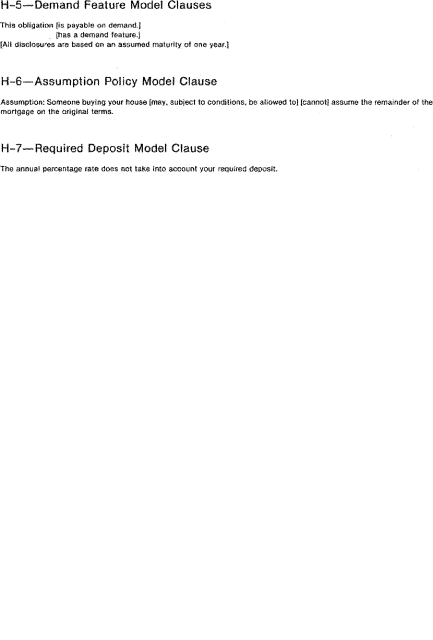 H-5—Demand Feature Model Clauses
This obligation [is payable on demand.]
[has a demand feature.]
[All disclosures are based on an assumed maturity of one year.]
H-6—Assumption Policy Model Clause
Assumption: Someone buying your house [may, subject to conditions, be allowed to] [cannot] assume the remainder of the
mortgage on the original terms.
H-7—Required Deposit Model Clause
The annual percentage rate does not take into account your required deposit.